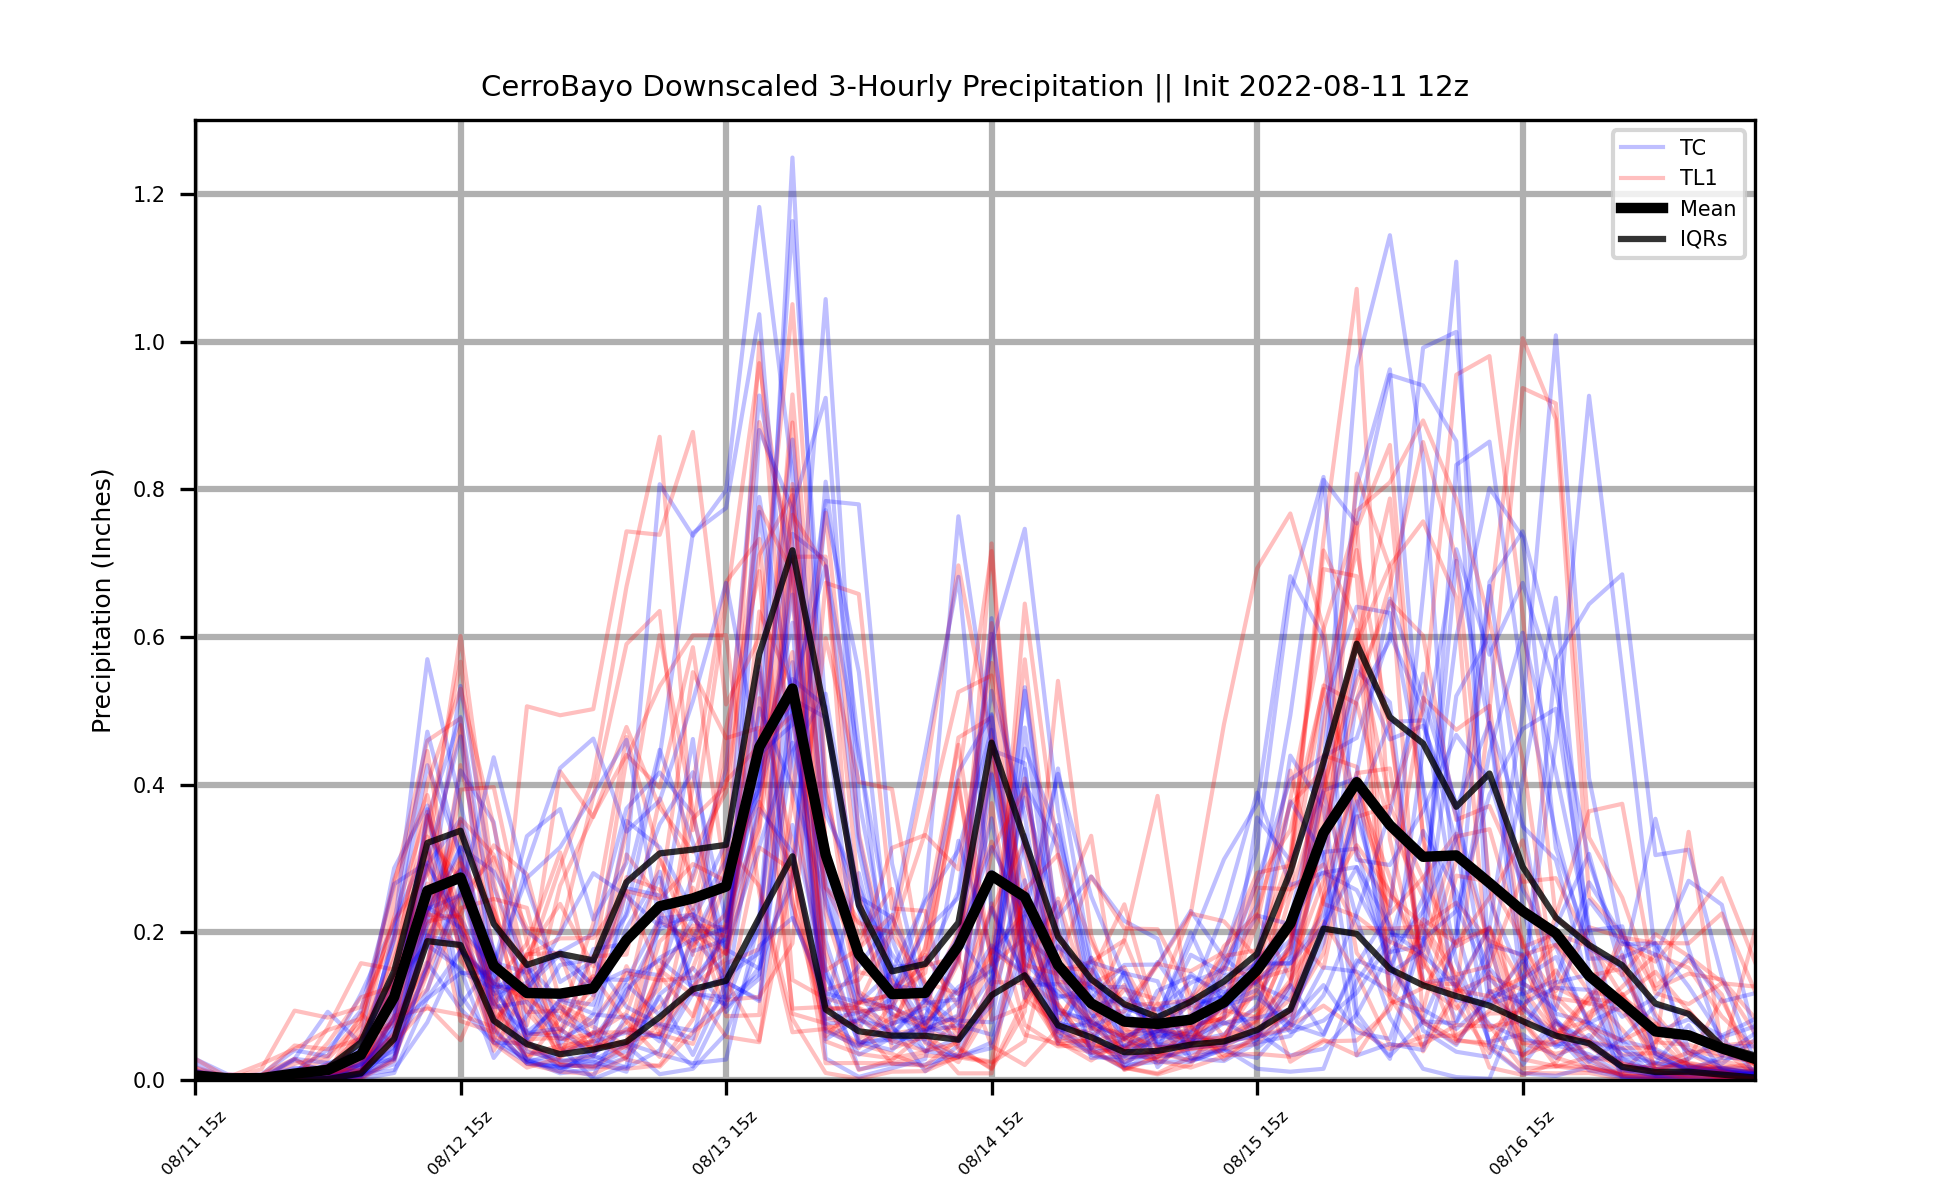 CerroBayo Downscaled 3-Hourly Precipitation || Init 2022-08-11 12z
TC
TL1
Mean
IQRs
Precipitation (Inches)
1.2
1.0
0.8
0.6
0.4
0.2
0.0
08/11 15z
08/12 15z
08/13 15z
08/14 15z
08/15 15z
08/16 15z